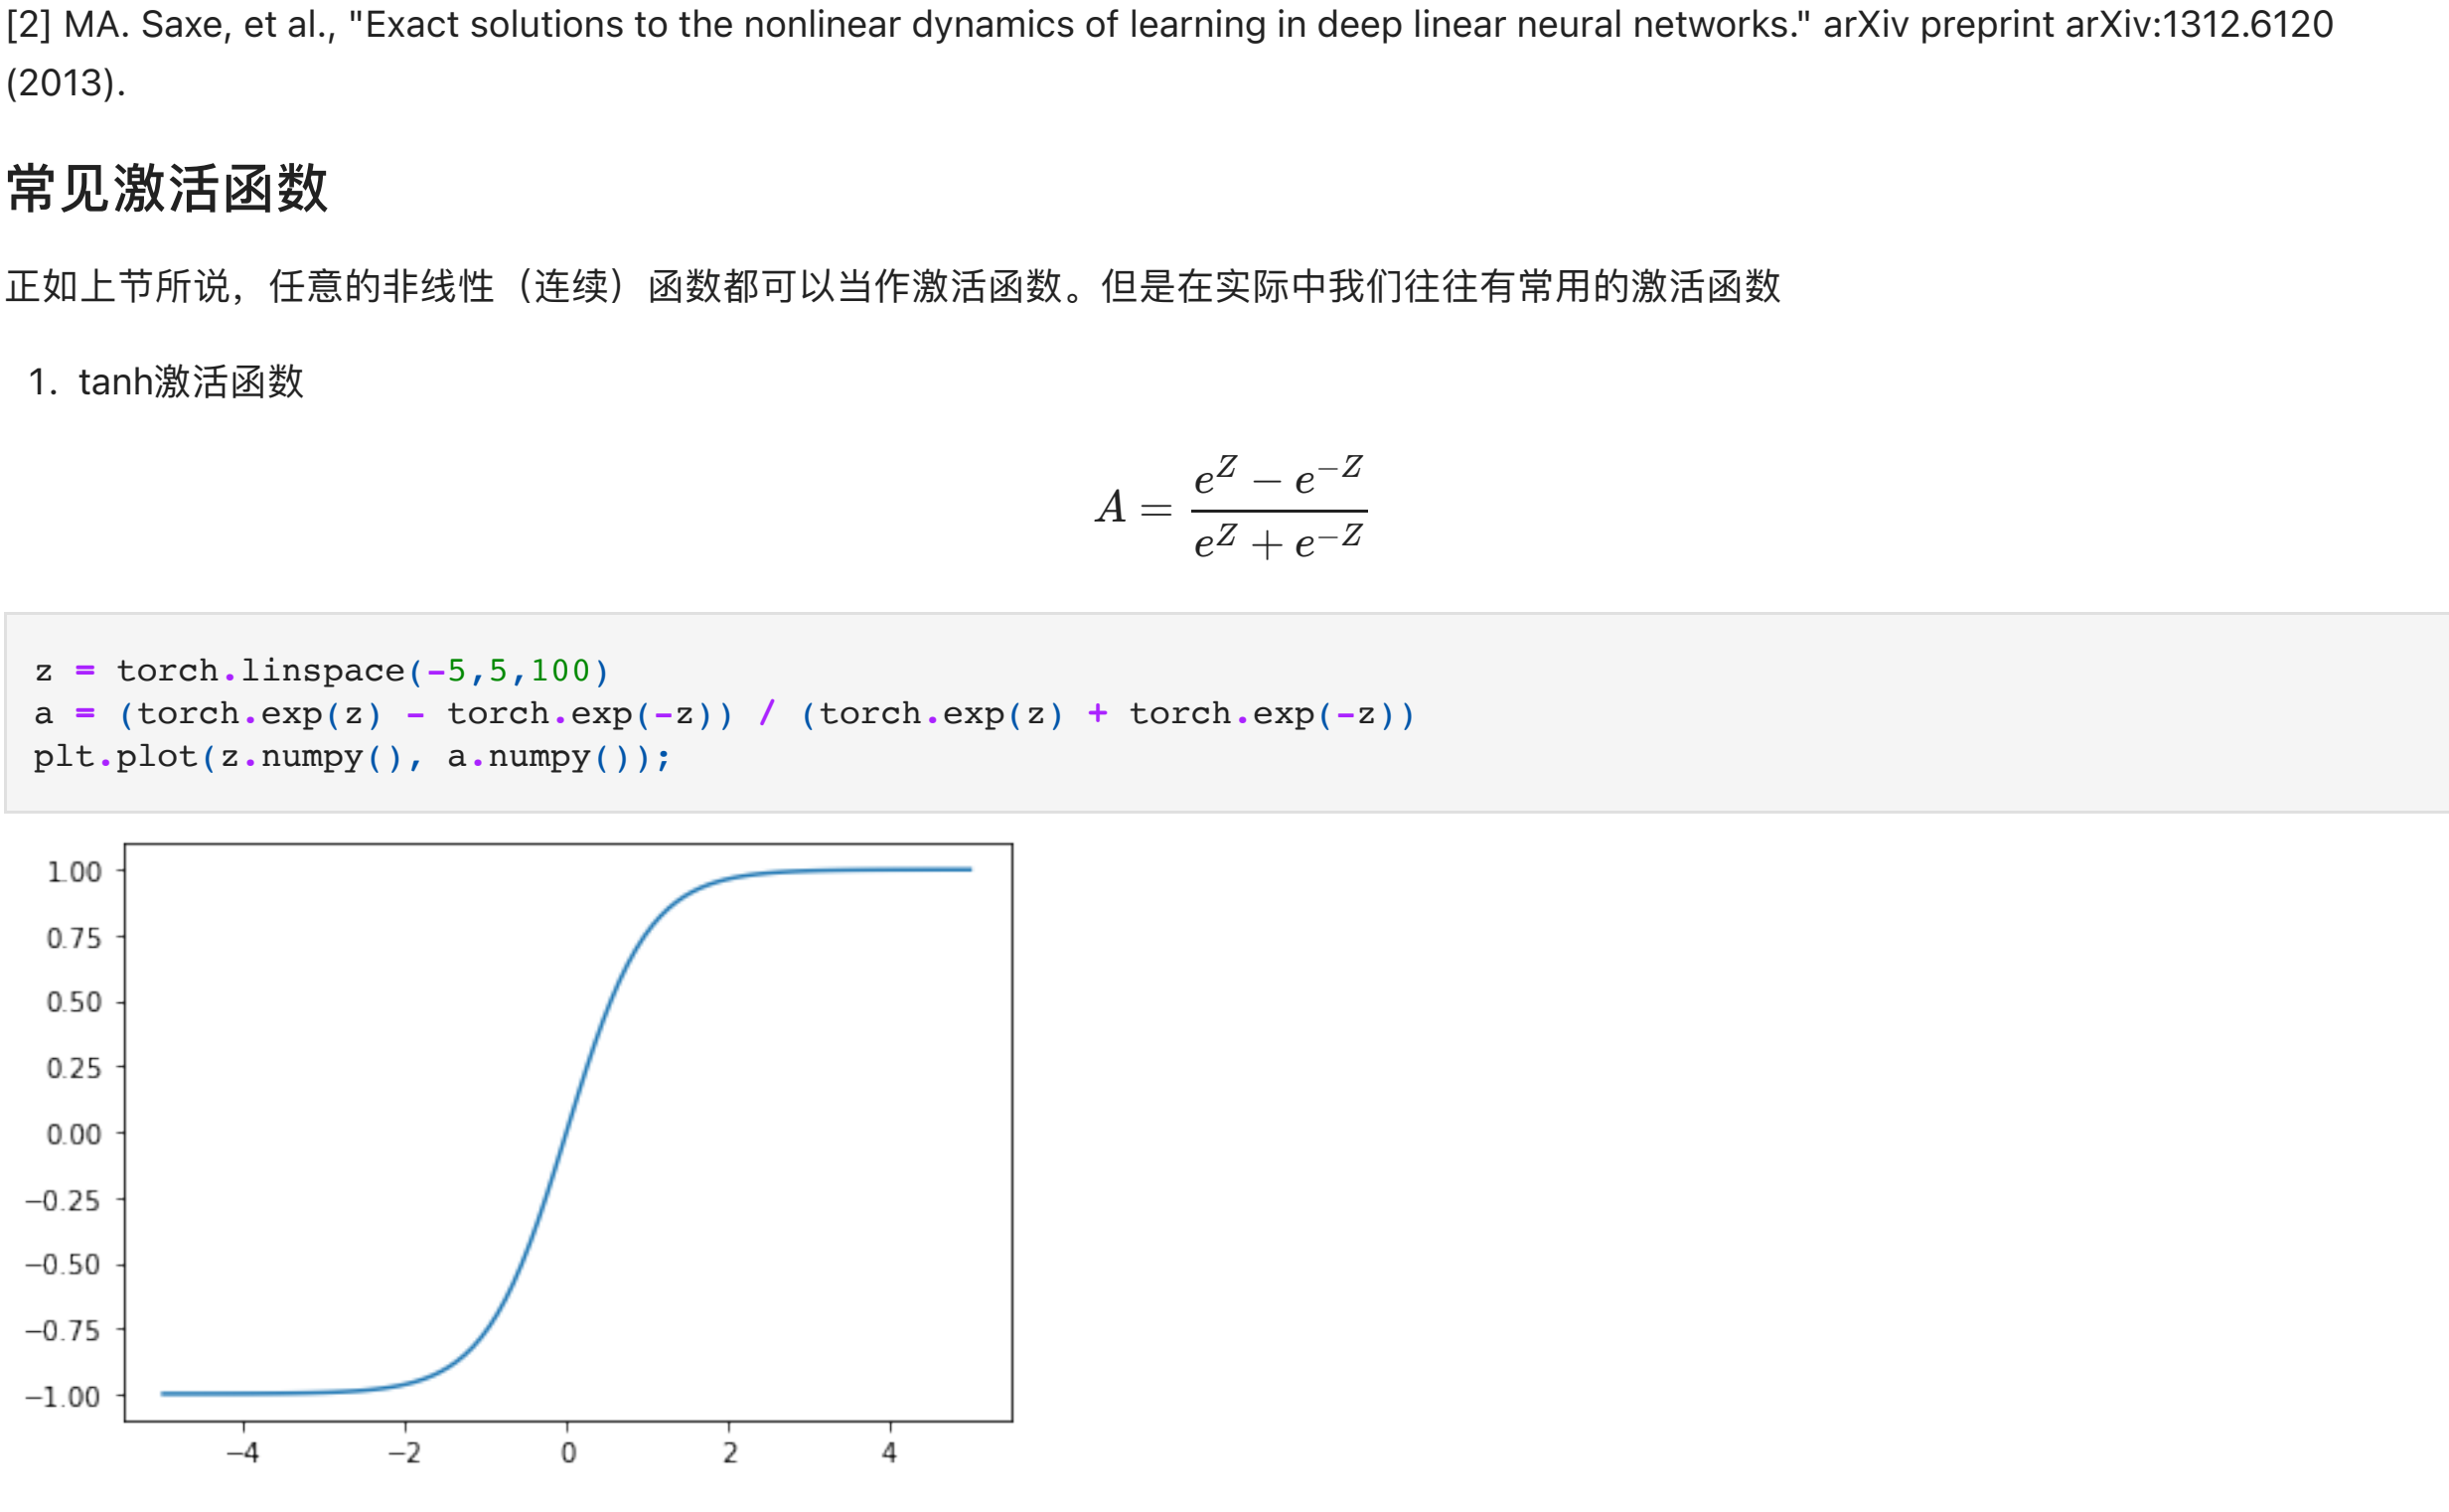 [2] MA. Saxe, et al., "Exact solutions to the nonlinear dynamics of learning in deep linear neural networks." arXiv preprint arXiv:1312.6120
(2013).
常见激活函数
正如上节所说，任意的非线性（连续）函数都可以当作激活函数。但是在实际中我们往往有常用的激活函数
1. tanh激活函数
A = \frac{e^Z - e^{-Z}}{e^Z + e^{-Z}}
z = torch.linspace(-5,5,100)
a = (torch.exp(z) - torch.exp(-z)) / (torch.exp(z) + torch.exp(-z))
plt.plot(z.numpy(), a.numpy());
1.00
0.75
0.50
0.25
0.00
−0.25
−0.50
−0.75
−1.00
−4 −2 0 2 4